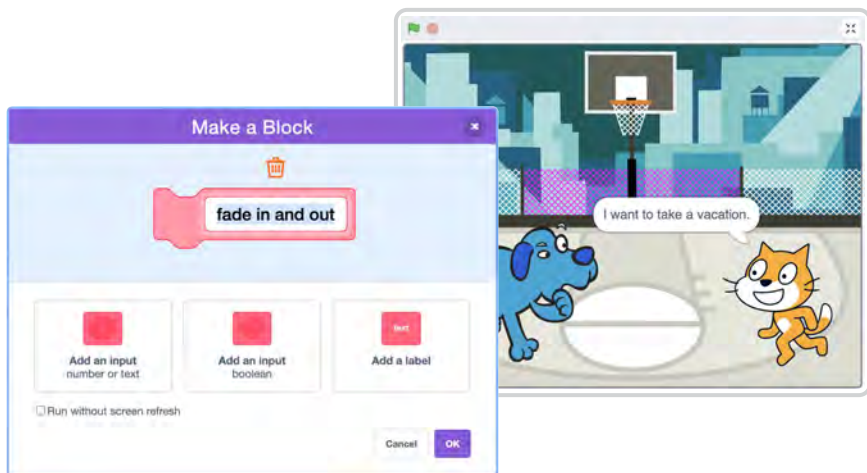 Make a Block
fade in and out
Add an input
number or text
Add an input
boolean
text
Add a label
Run without screen refresh
Cancel
OK
I want to take a vacation.